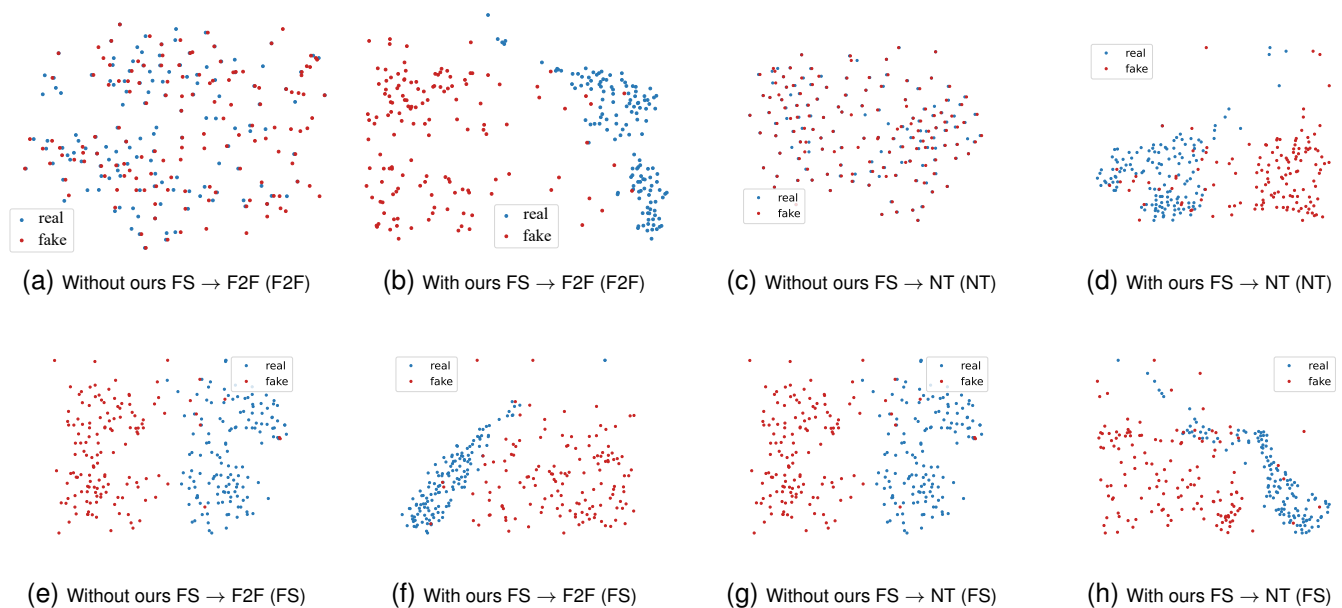 real
fake
real
fake
real
fake
real
fake
(a) Without ours FS → F2F (F2F)
(b) With ours FS → F2F (F2F)
(c) Without ours FS → NT (NT)
(d) With ours FS → NT (NT)
real
fake
real
fake
real
fake
real
fake
(e) Without ours FS → F2F (FS)
(f) With ours FS → F2F (FS)
(g) Without ours FS → NT (FS)
(h) With ours FS → NT (FS)